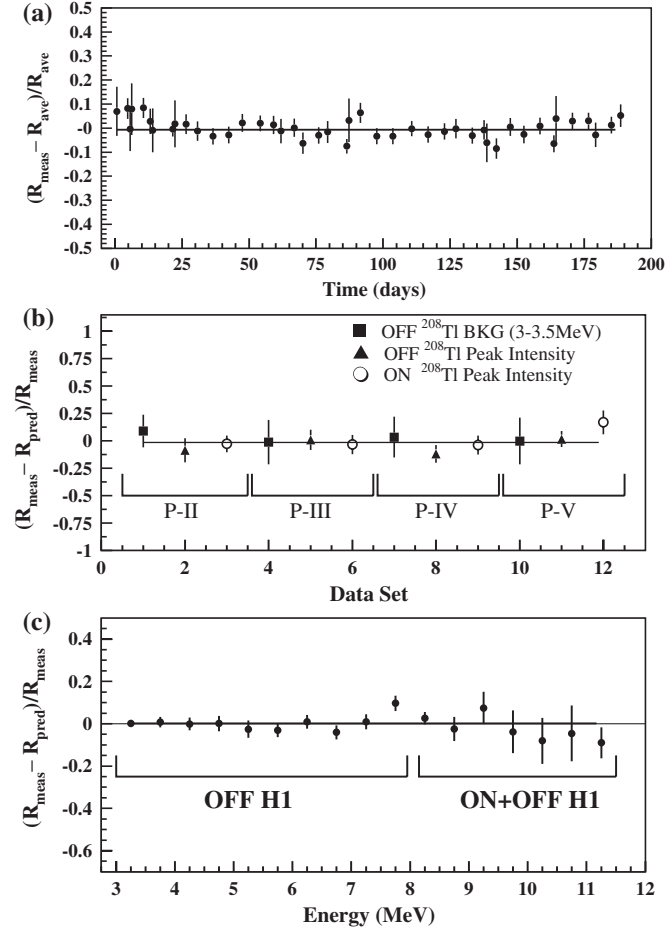 (a)
(R_meas − R_ave)/R_ave
0.5
0.4
0.3
0.2
0.1
-0
-0.1
-0.2
-0.3
-0.4
-0.5
0 25 50 75 100 125 150 175 200
Time (days)
(b)
(R_meas − R_pred)/R_meas
1
0.75
0.5
0.25
0
-0.25
-0.5
-0.75
-1
OFF ²⁰⁸Tl BKG (3-3.5MeV)
OFF ²⁰⁸Tl Peak Intensity
ON ²⁰⁸Tl Peak Intensity
P-II P-III P-IV P-V
0 2 4 6 8 10 12
Data Set
(c)
(R_meas − R_pred)/R_meas
0.4
0.2
0
-0.2
-0.4
-0.6
OFF H1 ON+OFF H1
3 4 5 6 7 8 9 10 11 12
Energy (MeV)